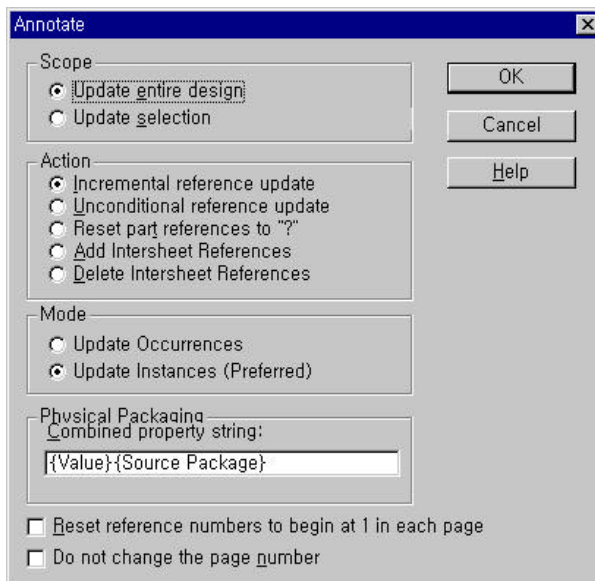 Annotate
Scope
Update entire design
Update selection
OK
Cancel
Help
Action
Incremental reference update
Unconditional reference update
Reset part references to "?"
Add Intersheet References
Delete Intersheet References
Mode
Update Occurrences
Update Instances (Preferred)
Physical Packaging
Combined property string:
{Value}{Source Package}
Reset reference numbers to begin at 1 in each page
Do not change the page number